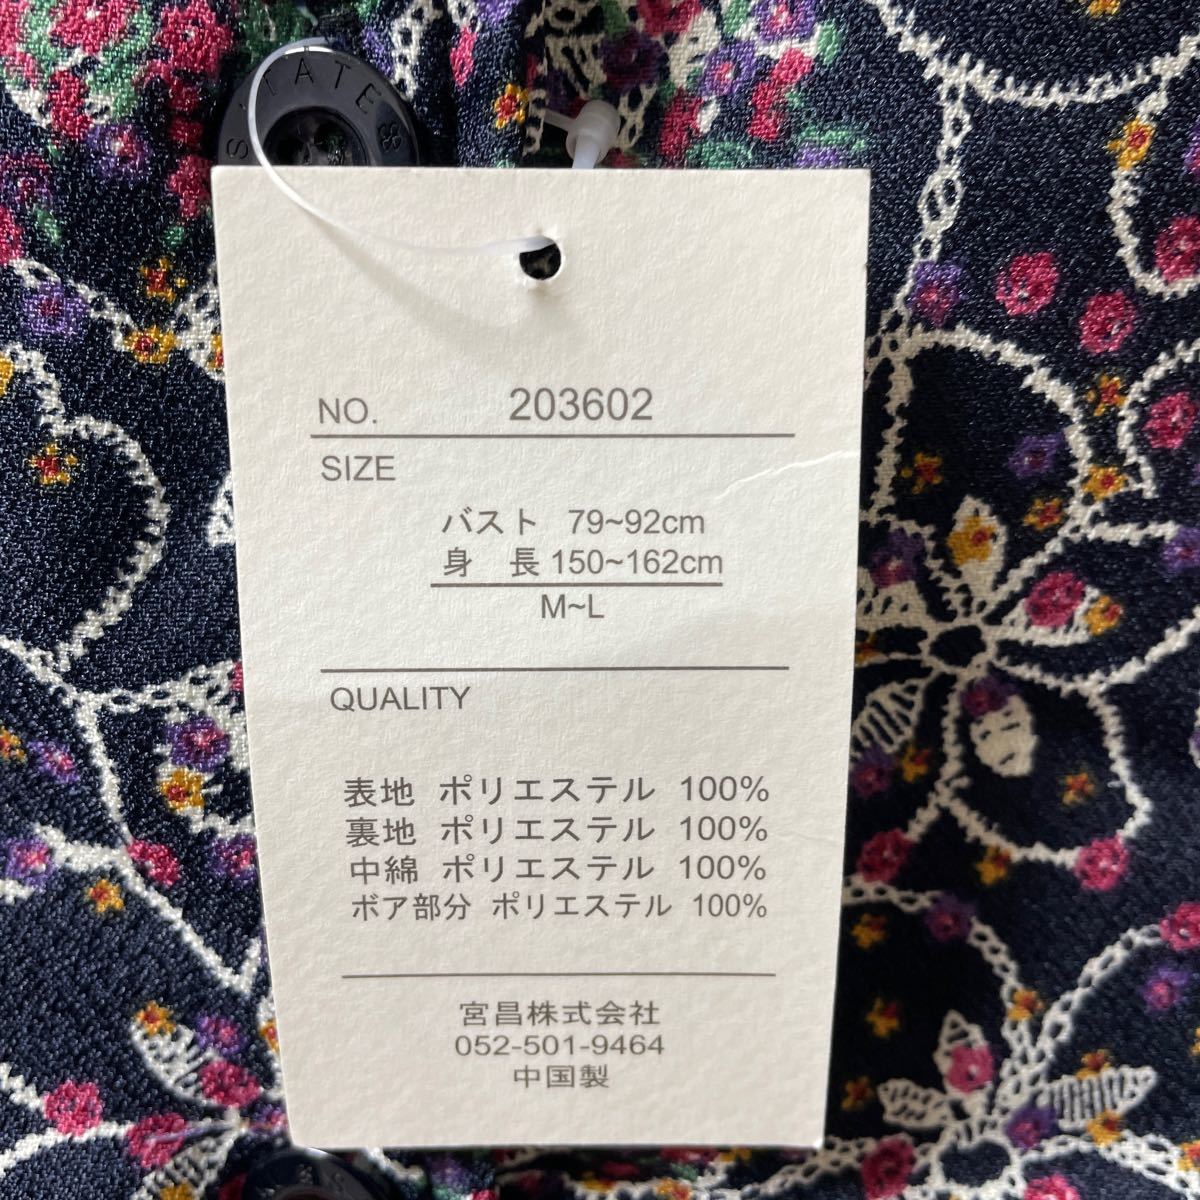 S'TATE &
NO. 203602
SIZE
バスト 79~92cm
身 長 150~162cm
M~L
QUALITY
表地 ポリエステル 100%
裏地 ポリエステル 100%
中綿 ポリエステル 100%
ボア部分 ポリエステル 100%
宮昌株式会社
052-501-9464
中国製